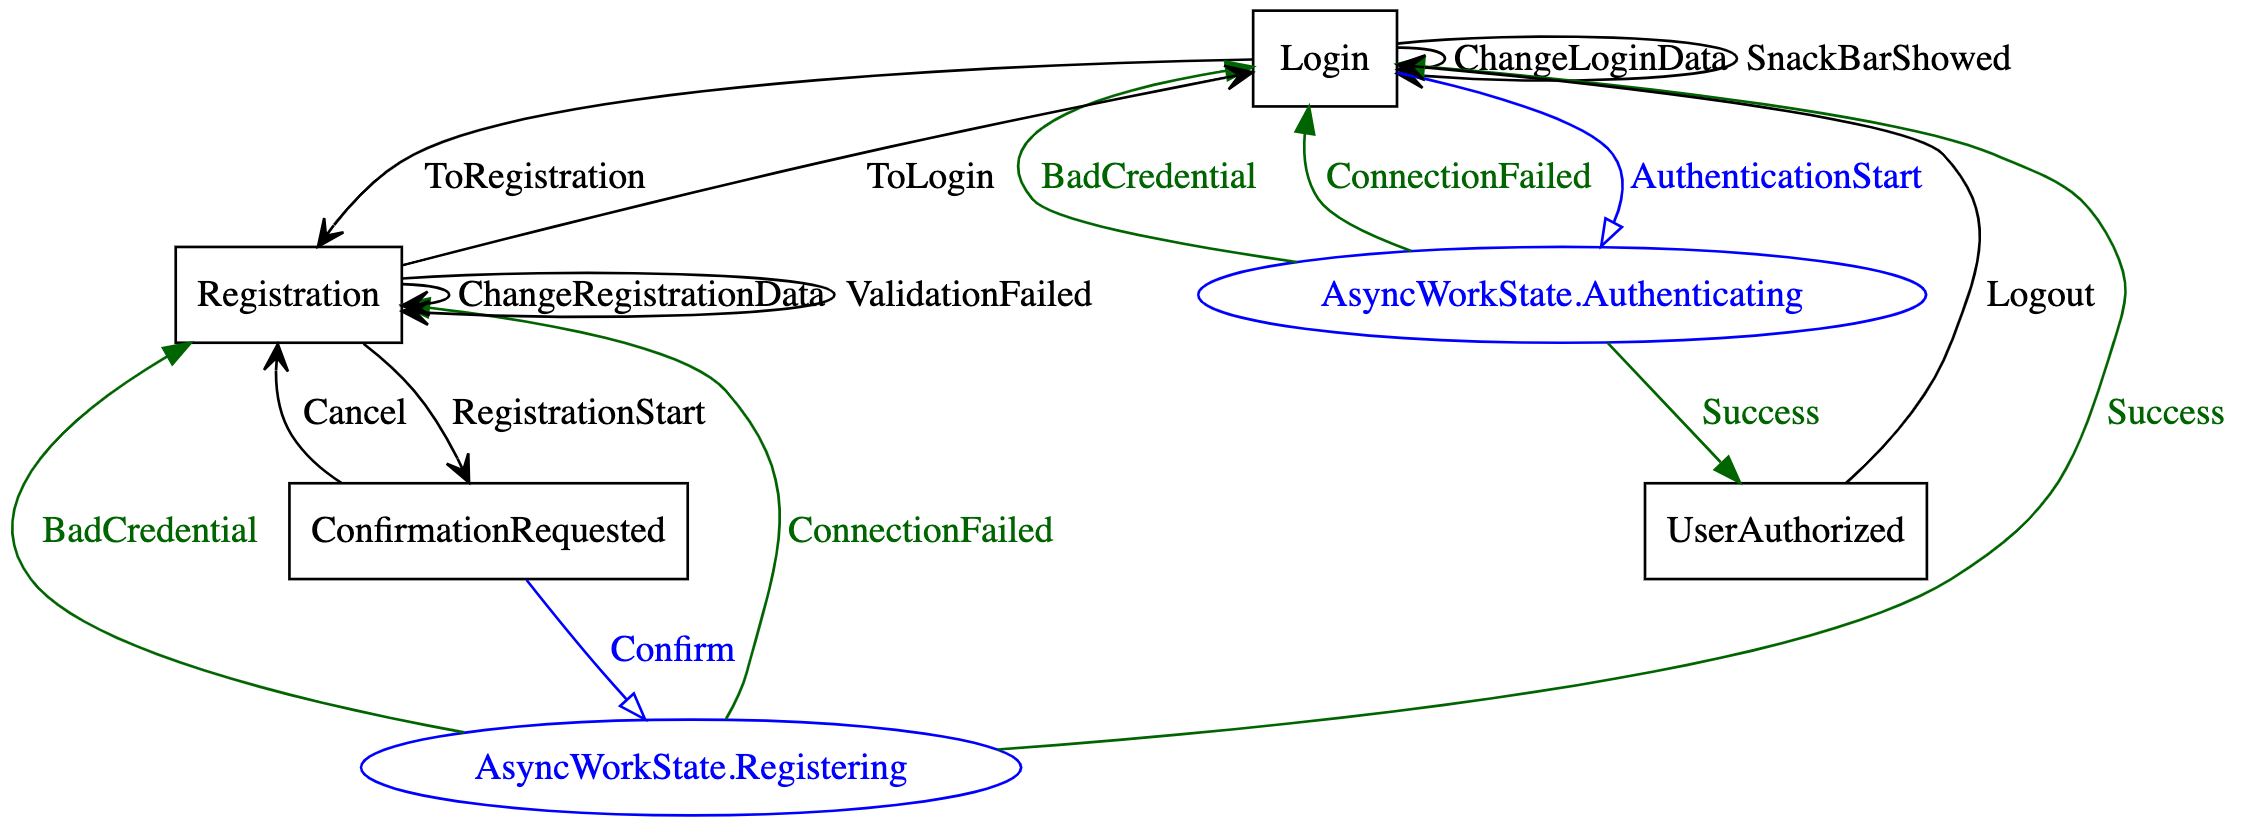 Login
ChangeLoginData
SnackBarShowed
ToRegistration
ToLogin
BadCredential
ConnectionFailed
AuthenticationStart
Registration
ChangeRegistrationData
ValidationFailed
AsyncWorkState.Authenticating
Logout
Cancel
RegistrationStart
Success
Success
BadCredential
ConfirmationRequested
ConnectionFailed
UserAuthorized
Confirm
AsyncWorkState.Registering